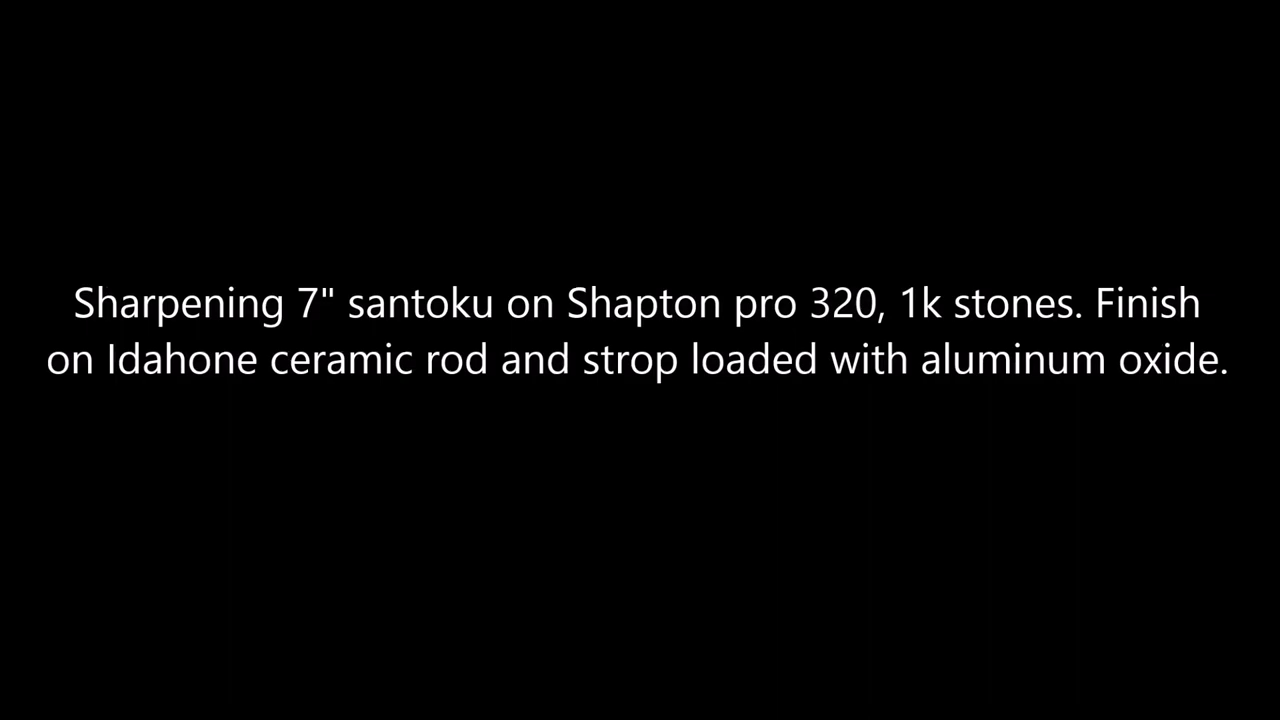 Sharpening 7" santoku on Shapton pro 320, 1k stones. Finish
on Idahone ceramic rod and strop loaded with aluminum oxide.